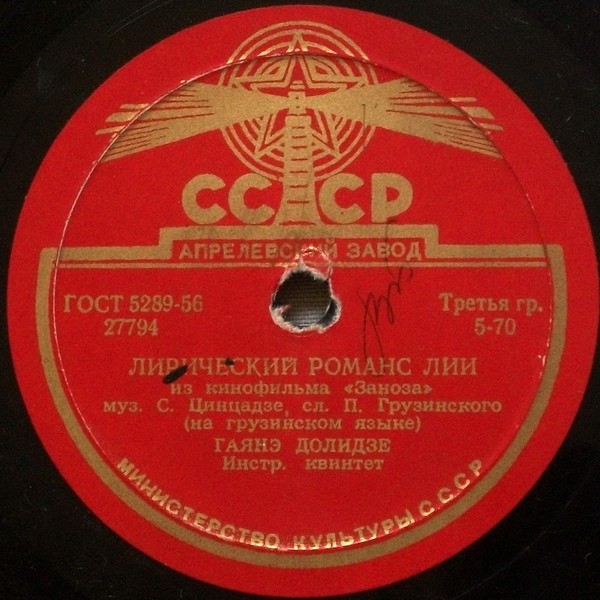 СССР
АПРЕЛЕВСКИЙ ЗАВОД
ГОСТ 5289-56
27794
Третья гр.
5-70
ЛИРИЧЕСКИЙ РОМАНС ЛИИ
из кинофильма «Заноза»
муз. С. Цинцадзе, сл. П. Грузинского
(на грузинском языке)
ГАЯНЭ ДОЛИДЗЕ
Инстр. квинтет
МИНИСТЕРСТВО КУЛЬТУРЫ СССР